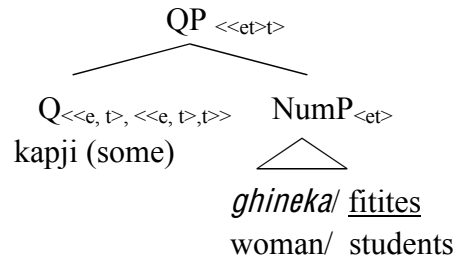 QP <<et>t>
Q<<e, t>, <<e, t>,t>> NumP<et>
kapji (some)
ghineka/ fitites
woman/ students